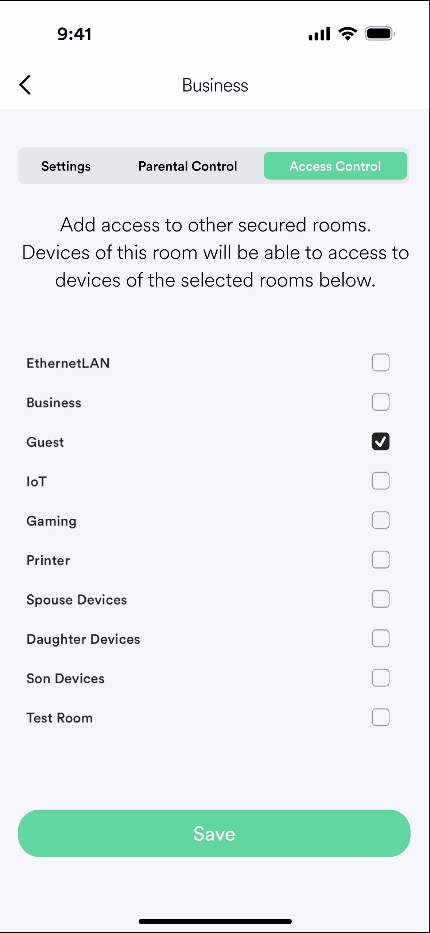 9:41
Business
Settings Parental Control Access Control
Add access to other secured rooms.
Devices of this room will be able to access to
devices of the selected rooms below.
EthernetLAN
Business
Guest
IoT
Gaming
Printer
Spouse Devices
Daughter Devices
Son Devices
Test Room
Save